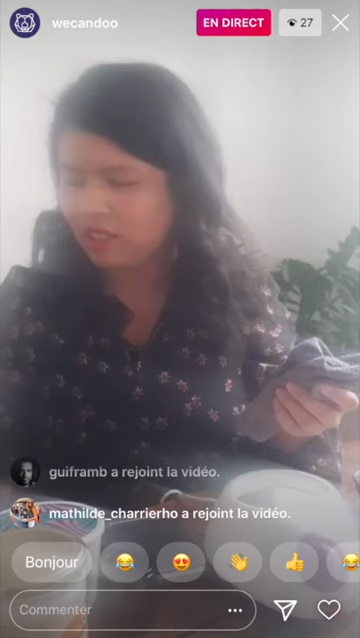 wecandoo
EN DIRECT
27
guiframb a rejoint la vidéo.
mathilde_charrierho a rejoint la vidéo.
Bonjour
Commenter